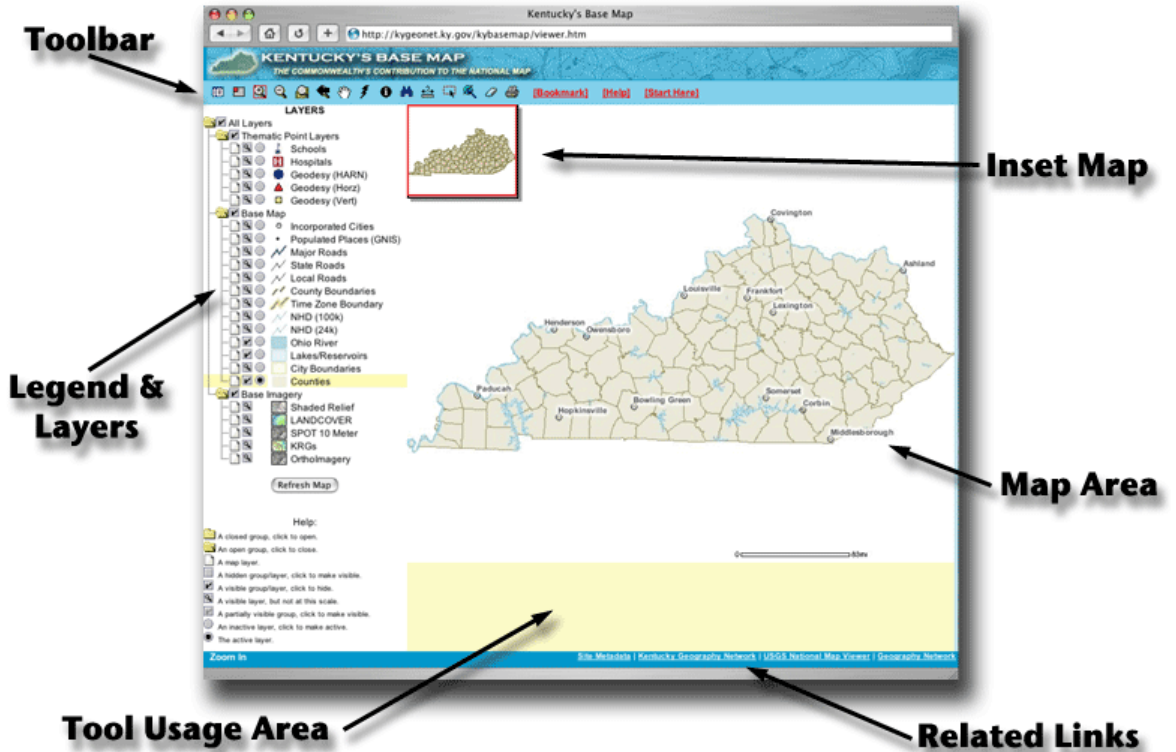 Kentucky's Base Map
http://kygeonet.ky.gov/kybasemap/viewer.htm
KENTUCKY'S BASE MAP
THE COMMONWEALTH'S CONTRIBUTION TO THE NATIONAL MAP
[Bookmark] [Help] [Start Here]
Toolbar
LAYERS
All Layers
Thematic Point Layers
Schools
Hospitals
Geodesy (HARN)
Geodesy (Horz)
Geodesy (Vert)
Base Map
Incorporated Cities
Populated Places (GNIS)
Major Roads
State Roads
Local Roads
County Boundaries
Time Zone Boundary
NHD (100k)
NHD (24k)
Ohio River
Lakes/Reservoirs
City Boundaries
Counties
Base Imagery
Shaded Relief
LANDCOVER
SPOT 10 Meter
KRGs
OrthoImagery
Refresh Map
Legend &
Layers
Inset Map
Covington
Ashland
Louisville
Frankfort
Lexington
Henderson
Owensboro
Paducah
Somerset
Bowling Green
Corbin
Hopkinsville
Middlesborough
Map Area
0 80mi
Help:
A closed group, click to open.
An open group, click to close.
A map layer.
A hidden group/layer, click to make visible.
A visible group/layer, click to hide.
A visible layer, but not at this scale.
A partially visible group, click to make visible.
An inactive layer, click to make active.
The active layer.
Zoom In
Site Metadata | Kentucky Geography Network | USGS National Map Viewer | Geography Network
Tool Usage Area
Related Links